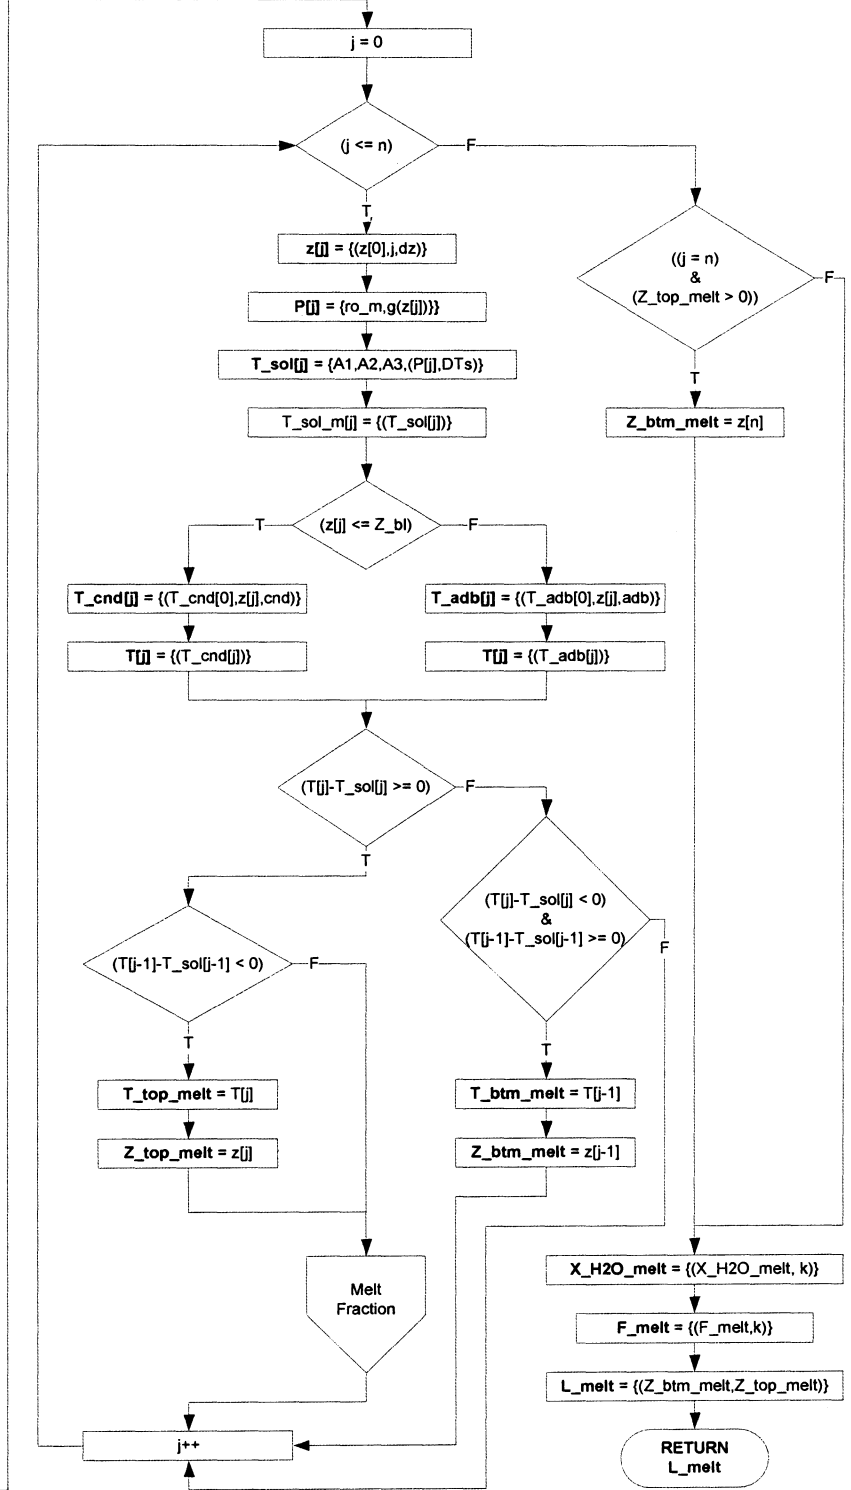 j = 0
(j <= n)
F
T,
z[j] = {(z[0],j,dz)}
P[j] = {ro_m,g(z[j])}}
T_sol[j] = {A1,A2,A3,(P[j],DTs)}
T_sol_m[j] = {(T_sol[j])}
((j = n)
&
(Z_top_melt > 0))
F
T
Z_btm_melt = z[n]
(z[j] <= Z_bl)
T
F
T_cnd[j] = {(T_cnd[0],z[j],cnd)}
T[j] = {(T_cnd[j])}
T_adb[j] = {(T_adb[0],z[j],adb)}
T[j] = {(T_adb[j])}
(T[j]-T_sol[j] >= 0)
F
T
(T[j-1]-T_sol[j-1] < 0)
F
T
T_top_melt = T[j]
Z_top_melt = z[j]
(T[j]-T_sol[j] < 0)
&
(T[j-1]-T_sol[j-1] >= 0)
F
T
T_btm_melt = T[j-1]
Z_btm_melt = z[j-1]
Melt
Fraction
j++
X_H2O_melt = {(X_H2O_melt, k)}
F_melt = {(F_melt,k)}
L_melt = {(Z_btm_melt,Z_top_melt)}
RETURN
L_melt